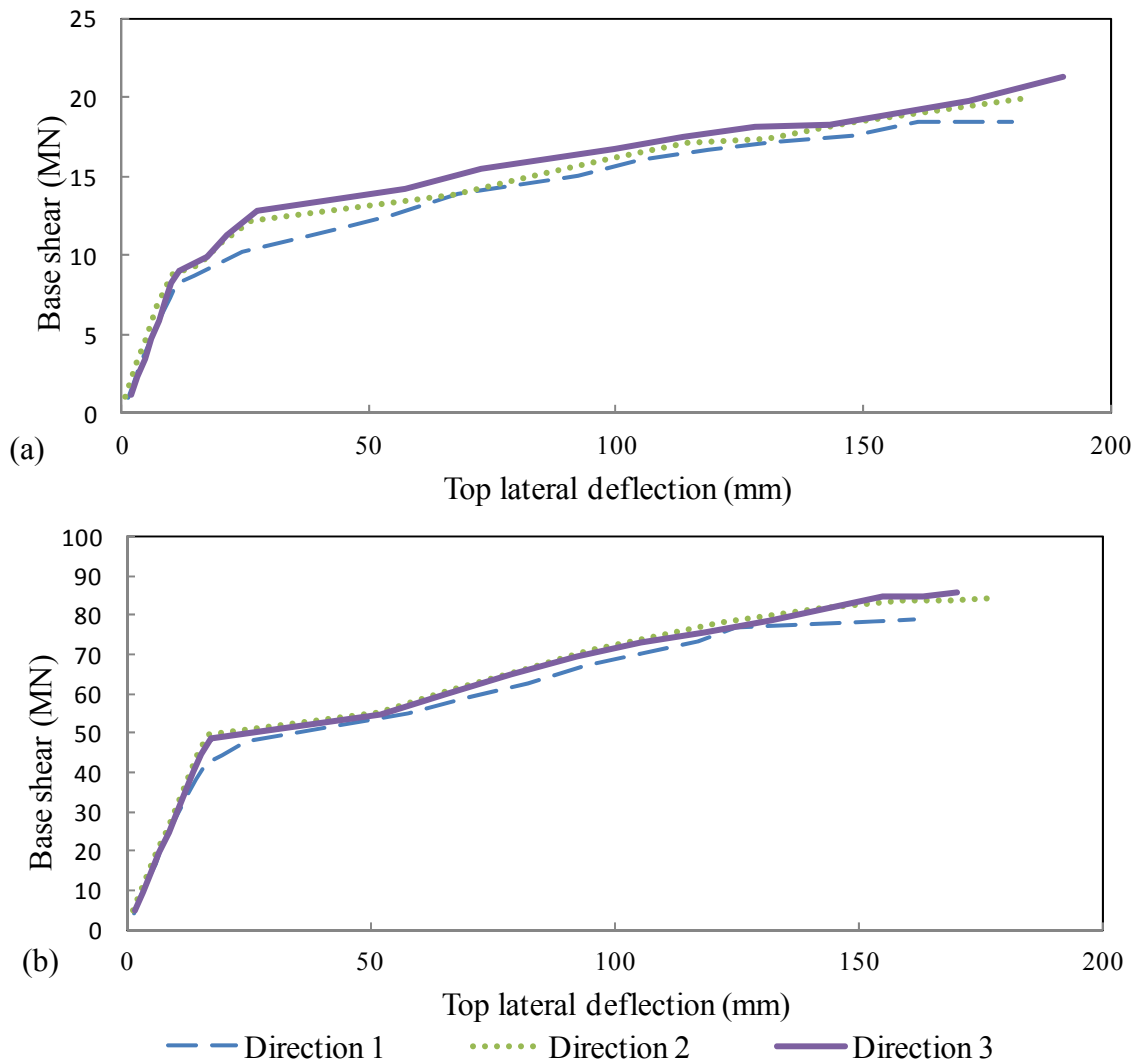 25
20
15
10
5
0
Base shear (MN)
0 50 100 150 200
(a)
Top lateral deflection (mm)
100
90
80
70
60
50
40
30
20
10
0
Base shear (MN)
0 50 100 150 200
(b)
Top lateral deflection (mm)
Direction 1 Direction 2 Direction 3